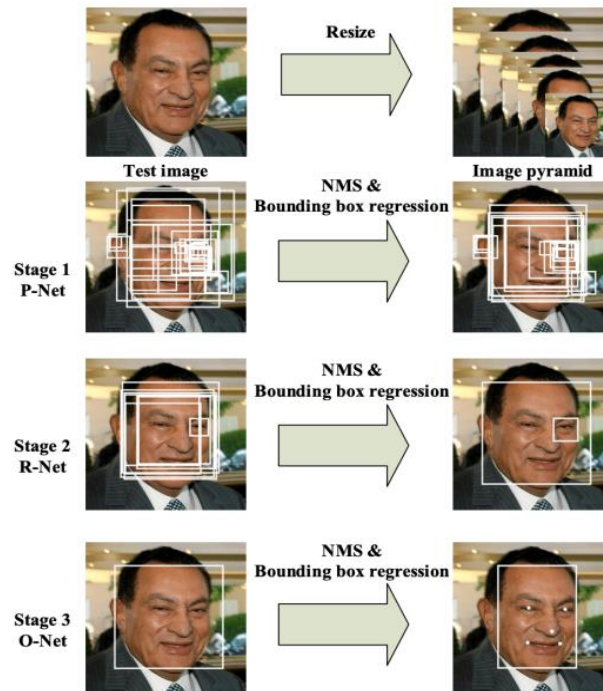 Resize
Test image
Image pyramid
NMS &
Bounding box regression
Stage 1
P-Net
NMS &
Bounding box regression
Stage 2
R-Net
NMS &
Bounding box regression
Stage 3
O-Net